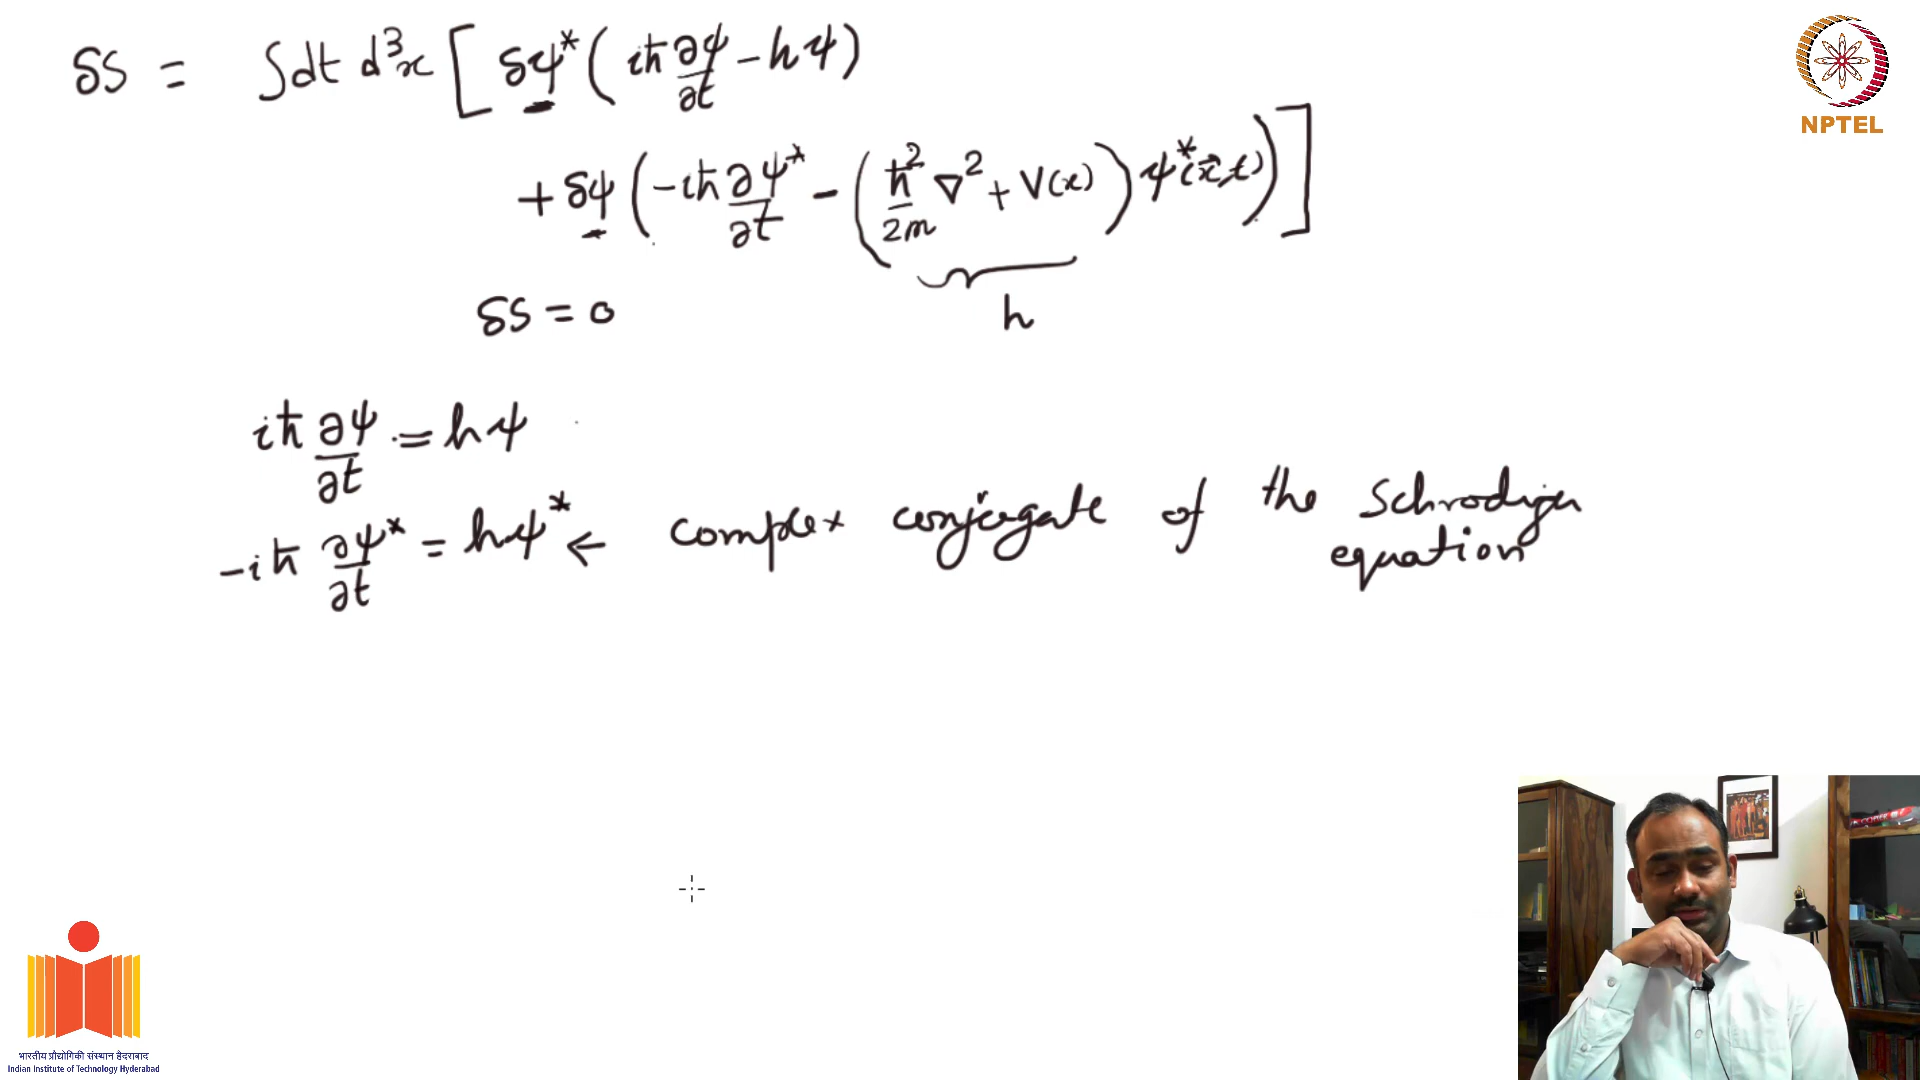 δS = ∫dt d³x [ δψ* ( iħ ∂ψ/∂t − hψ )
+ δψ ( −iħ ∂ψ*/∂t − ( ħ²/2m ∇² + V(x) ) ψ*(x⃗,t) ) ]
h
δS = 0
iħ ∂ψ/∂t = hψ
−iħ ∂ψ*/∂t = hψ* ← complex conjugate of the Schrodiger
equation
NPTEL
भारतीय प्रौद्योगिकी संस्थान हैदराबाद
Indian Institute of Technology Hyderabad